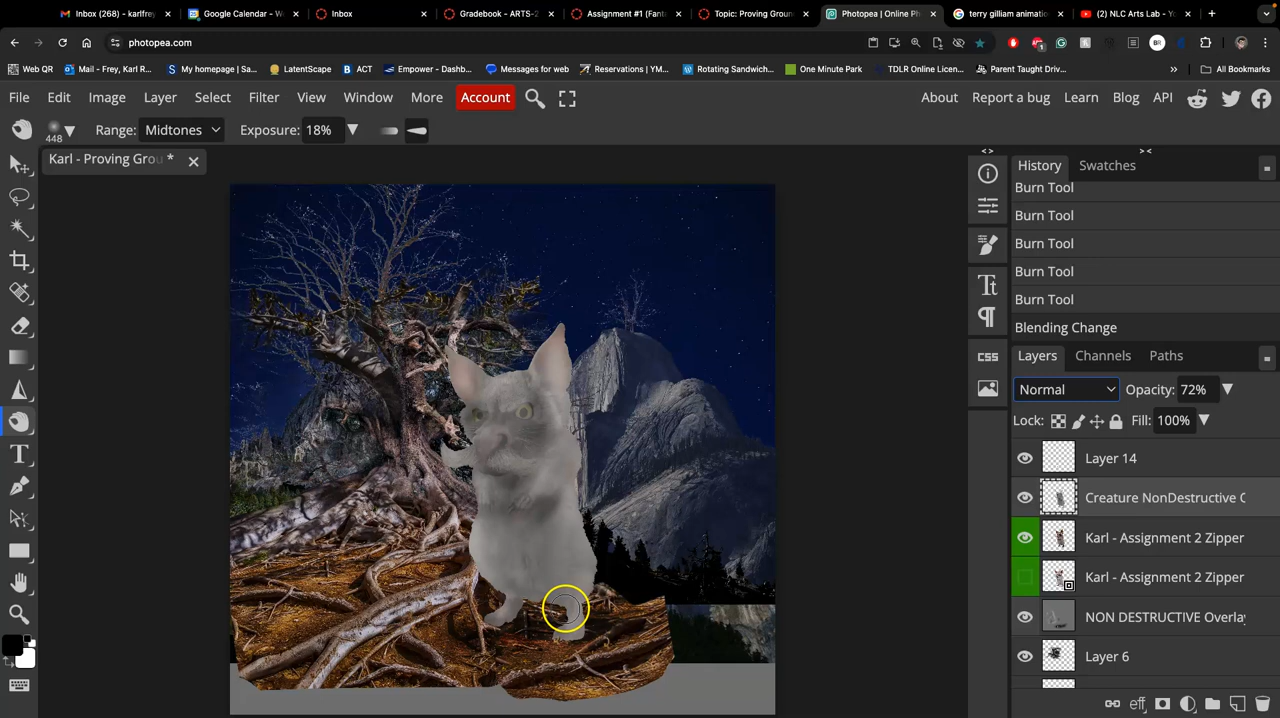 Inbox (268) – karlfrey
Google Calendar - We
Inbox
Gradebook - ARTS-2
Assignment #1 (Fanta
Topic: Proving Groun
Photopea | Online Ph
terry gilliam animatio
(2) NLC Arts Lab - Yo
photopea.com
BR
Web QR
Mail - Frey, Karl R...
My homepage | Sa...
LatentScape
ACT
Empower - Dashb...
Messages for web
Reservations | YM...
Rotating Sandwich...
One Minute Park
TDLR Online Licen...
Parent Taught Driv...
All Bookmarks
File Edit Image Layer Select Filter View Window More Account
About Report a bug Learn Blog API
448
Range: Midtones
Exposure: 18%
Karl - Proving Grou *
History Swatches
Burn Tool
Burn Tool
Burn Tool
Burn Tool
Burn Tool
Blending Change
CSS
Layers Channels Paths
Normal
Opacity: 72%
Lock:
Fill: 100%
Layer 14
Creature NonDestructive
Karl - Assignment 2 Zipper
Karl - Assignment 2 Zipper
NON DESTRUCTIVE Overlay
Layer 6
eff